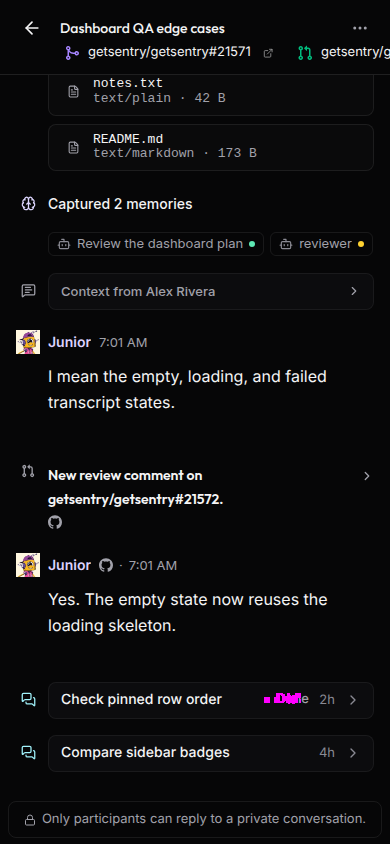 Dashboard QA edge cases
getsentry/getsentry#21571 getsentry/g
notes.txt
text/plain · 42 B
README.md
text/markdown · 173 B
Captured 2 memories
Review the dashboard plan reviewer
Context from Alex Rivera
Junior 7:01 AM
I mean the empty, loading, and failed
transcript states.
New review comment on
getsentry/getsentry#21572.
Junior · 7:01 AM
Yes. The empty state now reuses the
loading skeleton.
Check pinned row order 2h
Compare sidebar badges 4h
Only participants can reply to a private conversation.